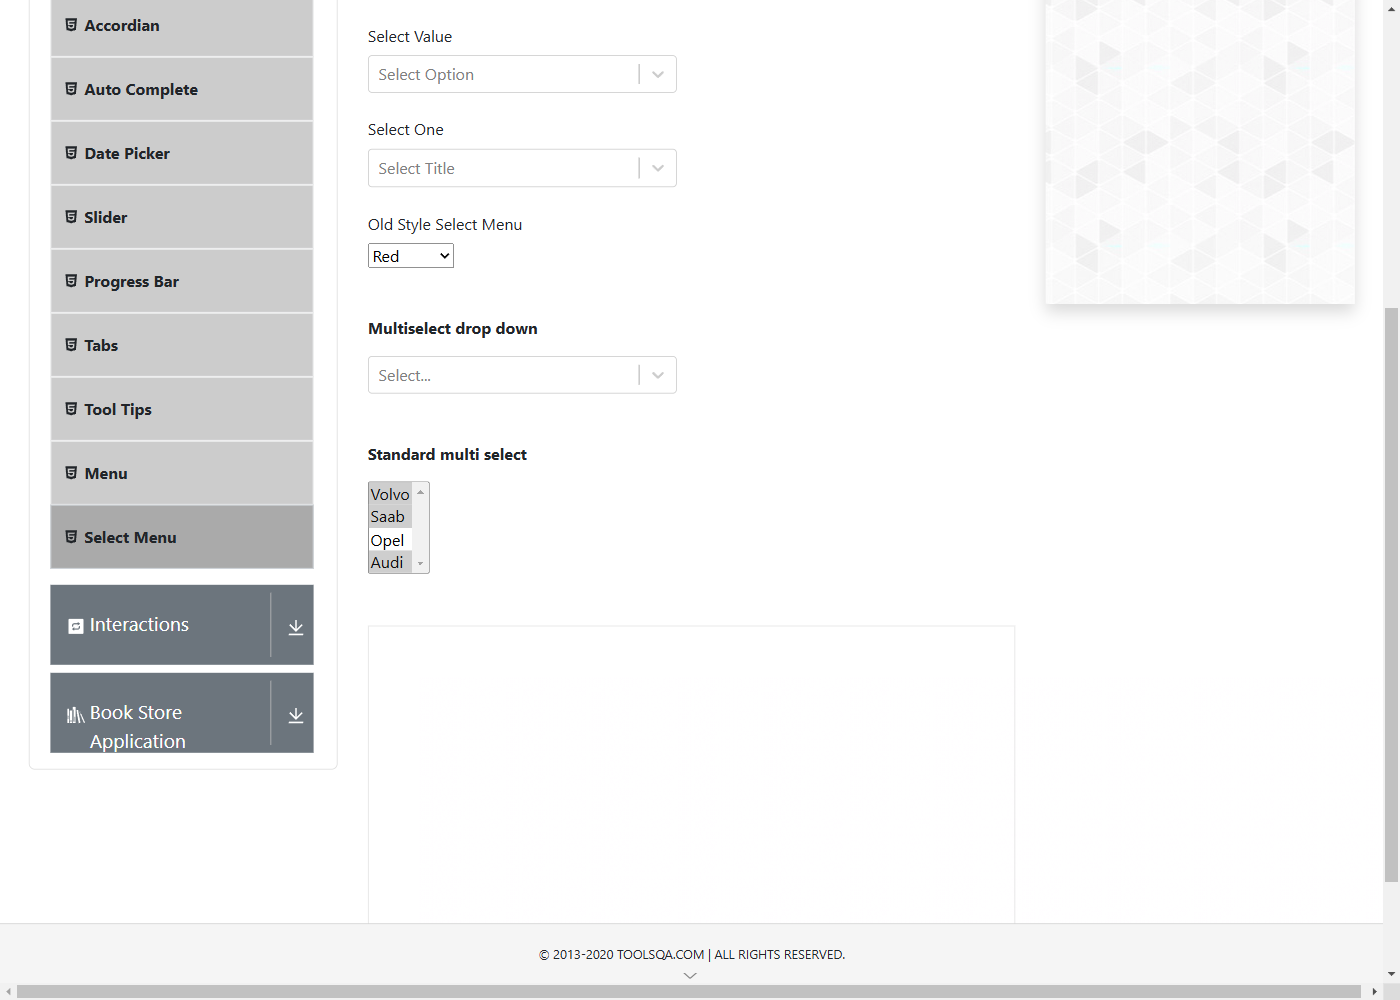 Accordian
Auto Complete
Date Picker
Slider
Progress Bar
Tabs
Tool Tips
Menu
Select Menu
Interactions
Book Store
Application
Select Value
Select Option
Select One
Select Title
Old Style Select Menu
Red
Multiselect drop down
Select...
Standard multi select
Volvo
Saab
Opel
Audi
© 2013-2020 TOOLSQA.COM | ALL RIGHTS RESERVED.